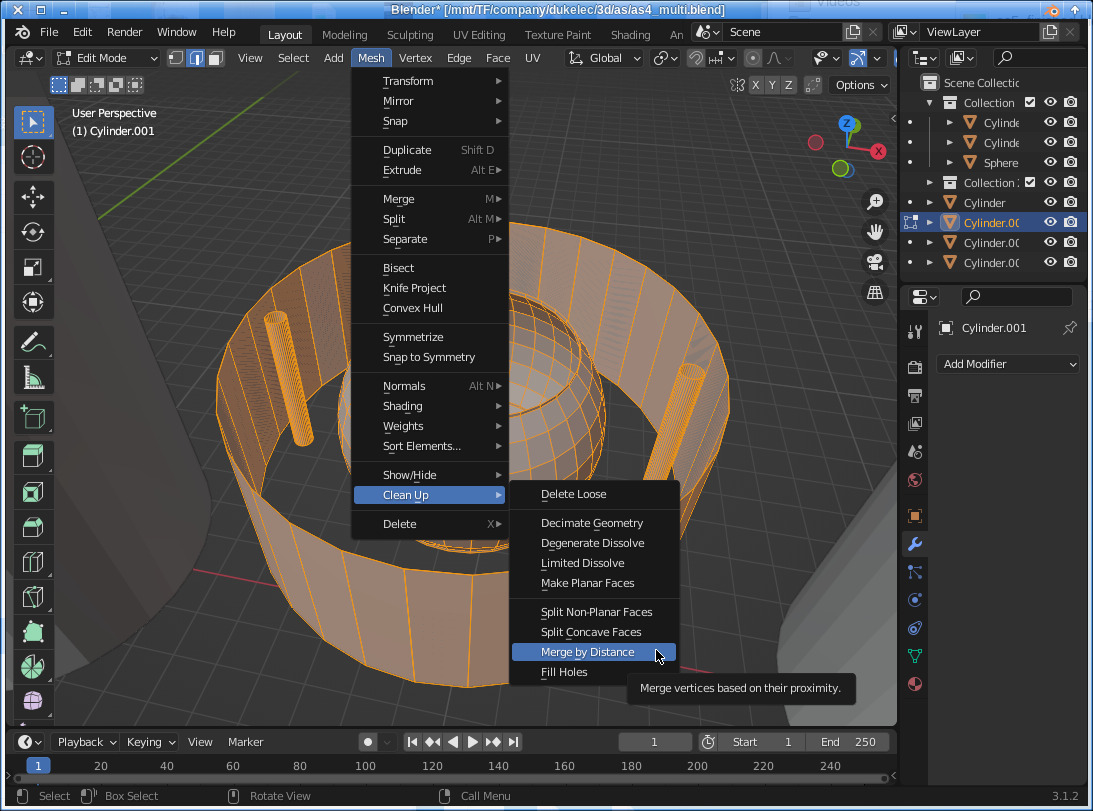 Blender* [/mnt/TF/company/dukelec/3d/as/as4_multi.blend]
File Edit Render Window Help Layout Modeling Sculpting UV Editing Texture Paint Shading An Scene ViewLayer
Edit Mode View Select Add Mesh Vertex Edge Face UV Global
X Y Z Options
User Perspective
(1) Cylinder.001
Transform
Mirror
Snap
Duplicate Shift D
Extrude Alt E
Merge M
Split Alt M
Separate P
Bisect
Knife Project
Convex Hull
Symmetrize
Snap to Symmetry
Normals Alt N
Shading
Weights
Sort Elements...
Show/Hide
Clean Up
Delete X
Delete Loose
Decimate Geometry
Degenerate Dissolve
Limited Dissolve
Make Planar Faces
Split Non-Planar Faces
Split Concave Faces
Merge by Distance
Fill Holes
Merge vertices based on their proximity.
Z
X
Scene Collectic
Collection
Cylinde
Cylinde
Sphere
Collection
Cylinder
Cylinder.00
Cylinder.00
Cylinder.00
Cylinder.001
Add Modifier
Playback Keying View Marker 1 Start 1 End 250
1 20 40 60 80 100 120 140 160 180 200 220 240
Select Box Select Rotate View Call Menu 3.1.2